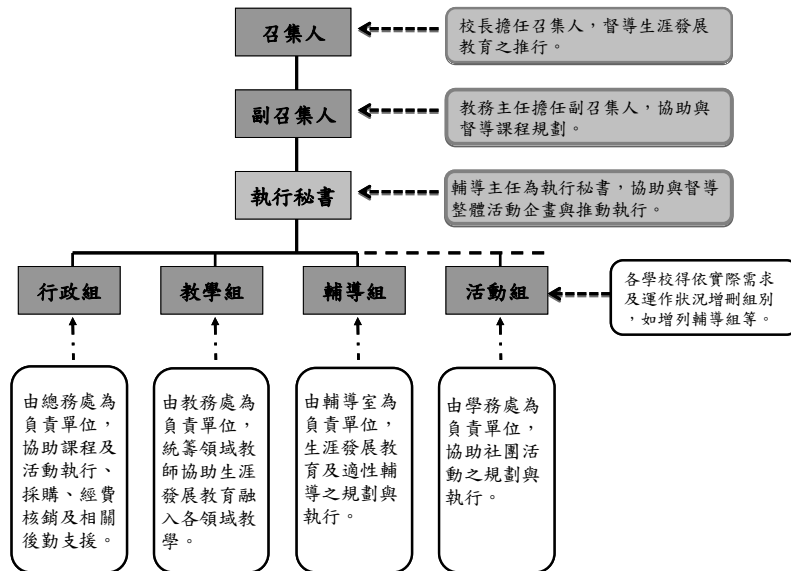 召集人
校長擔任召集人，督導生涯發展
教育之推行。
副召集人
教務主任擔任副召集人，協助與
督導課程規劃。
執行秘書
輔導主任為執行秘書，協助與督導
整體活動企畫與推動執行。
行政組
教學組
輔導組
活動組
各學校得依實際需求
及運作狀況增刪組別
，如增列輔導組等。
由總務處為
負責單位，
協助課程及
活動執行、
採購、經費
核銷及相關
後勤支援。
由教務處為
負責單位，
統籌領域教
師協助生涯
發展教育融
入各領域教
學。
由輔導室為
負責單位，
生涯發展教
育及適性輔
導之規劃與
執行。
由學務處為
負責單位，
協助社團活
動之規劃與
執行。